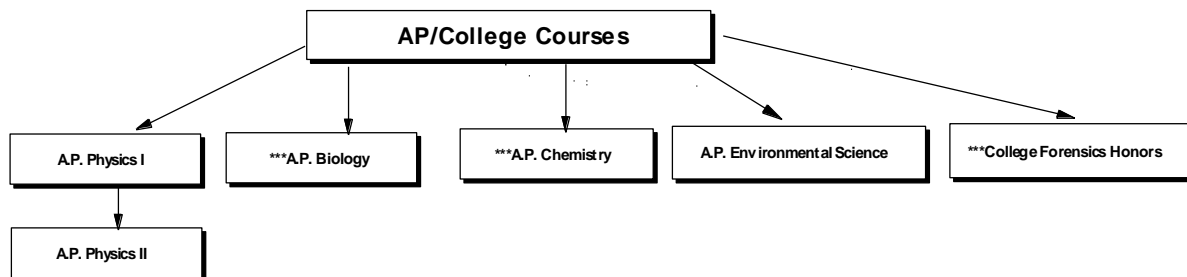 AP/College Courses
A.P. Physics I
***A.P. Biology
***A.P. Chemistry
A.P. Environmental Science
***College Forensics Honors
A.P. Physics II